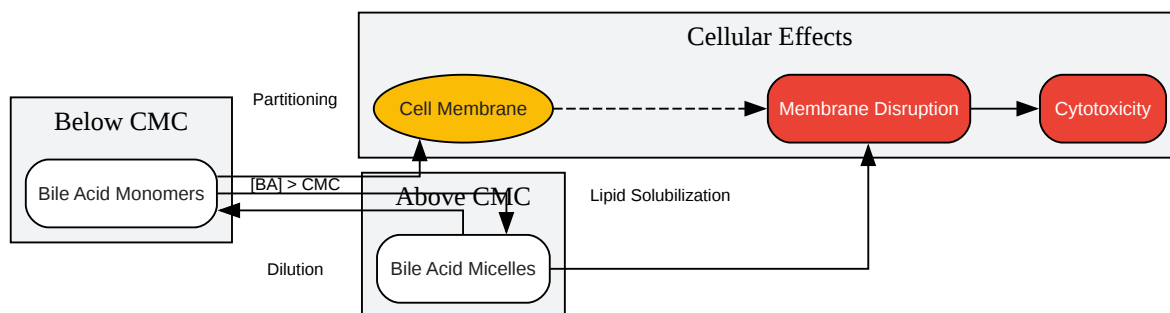 Cellular Effects
Partitioning
Cell Membrane
Membrane Disruption
Cytotoxicity
Below CMC
Bile Acid Monomers
[BA] > CMC
Above CMC
Lipid Solubilization
Dilution
Bile Acid Micelles